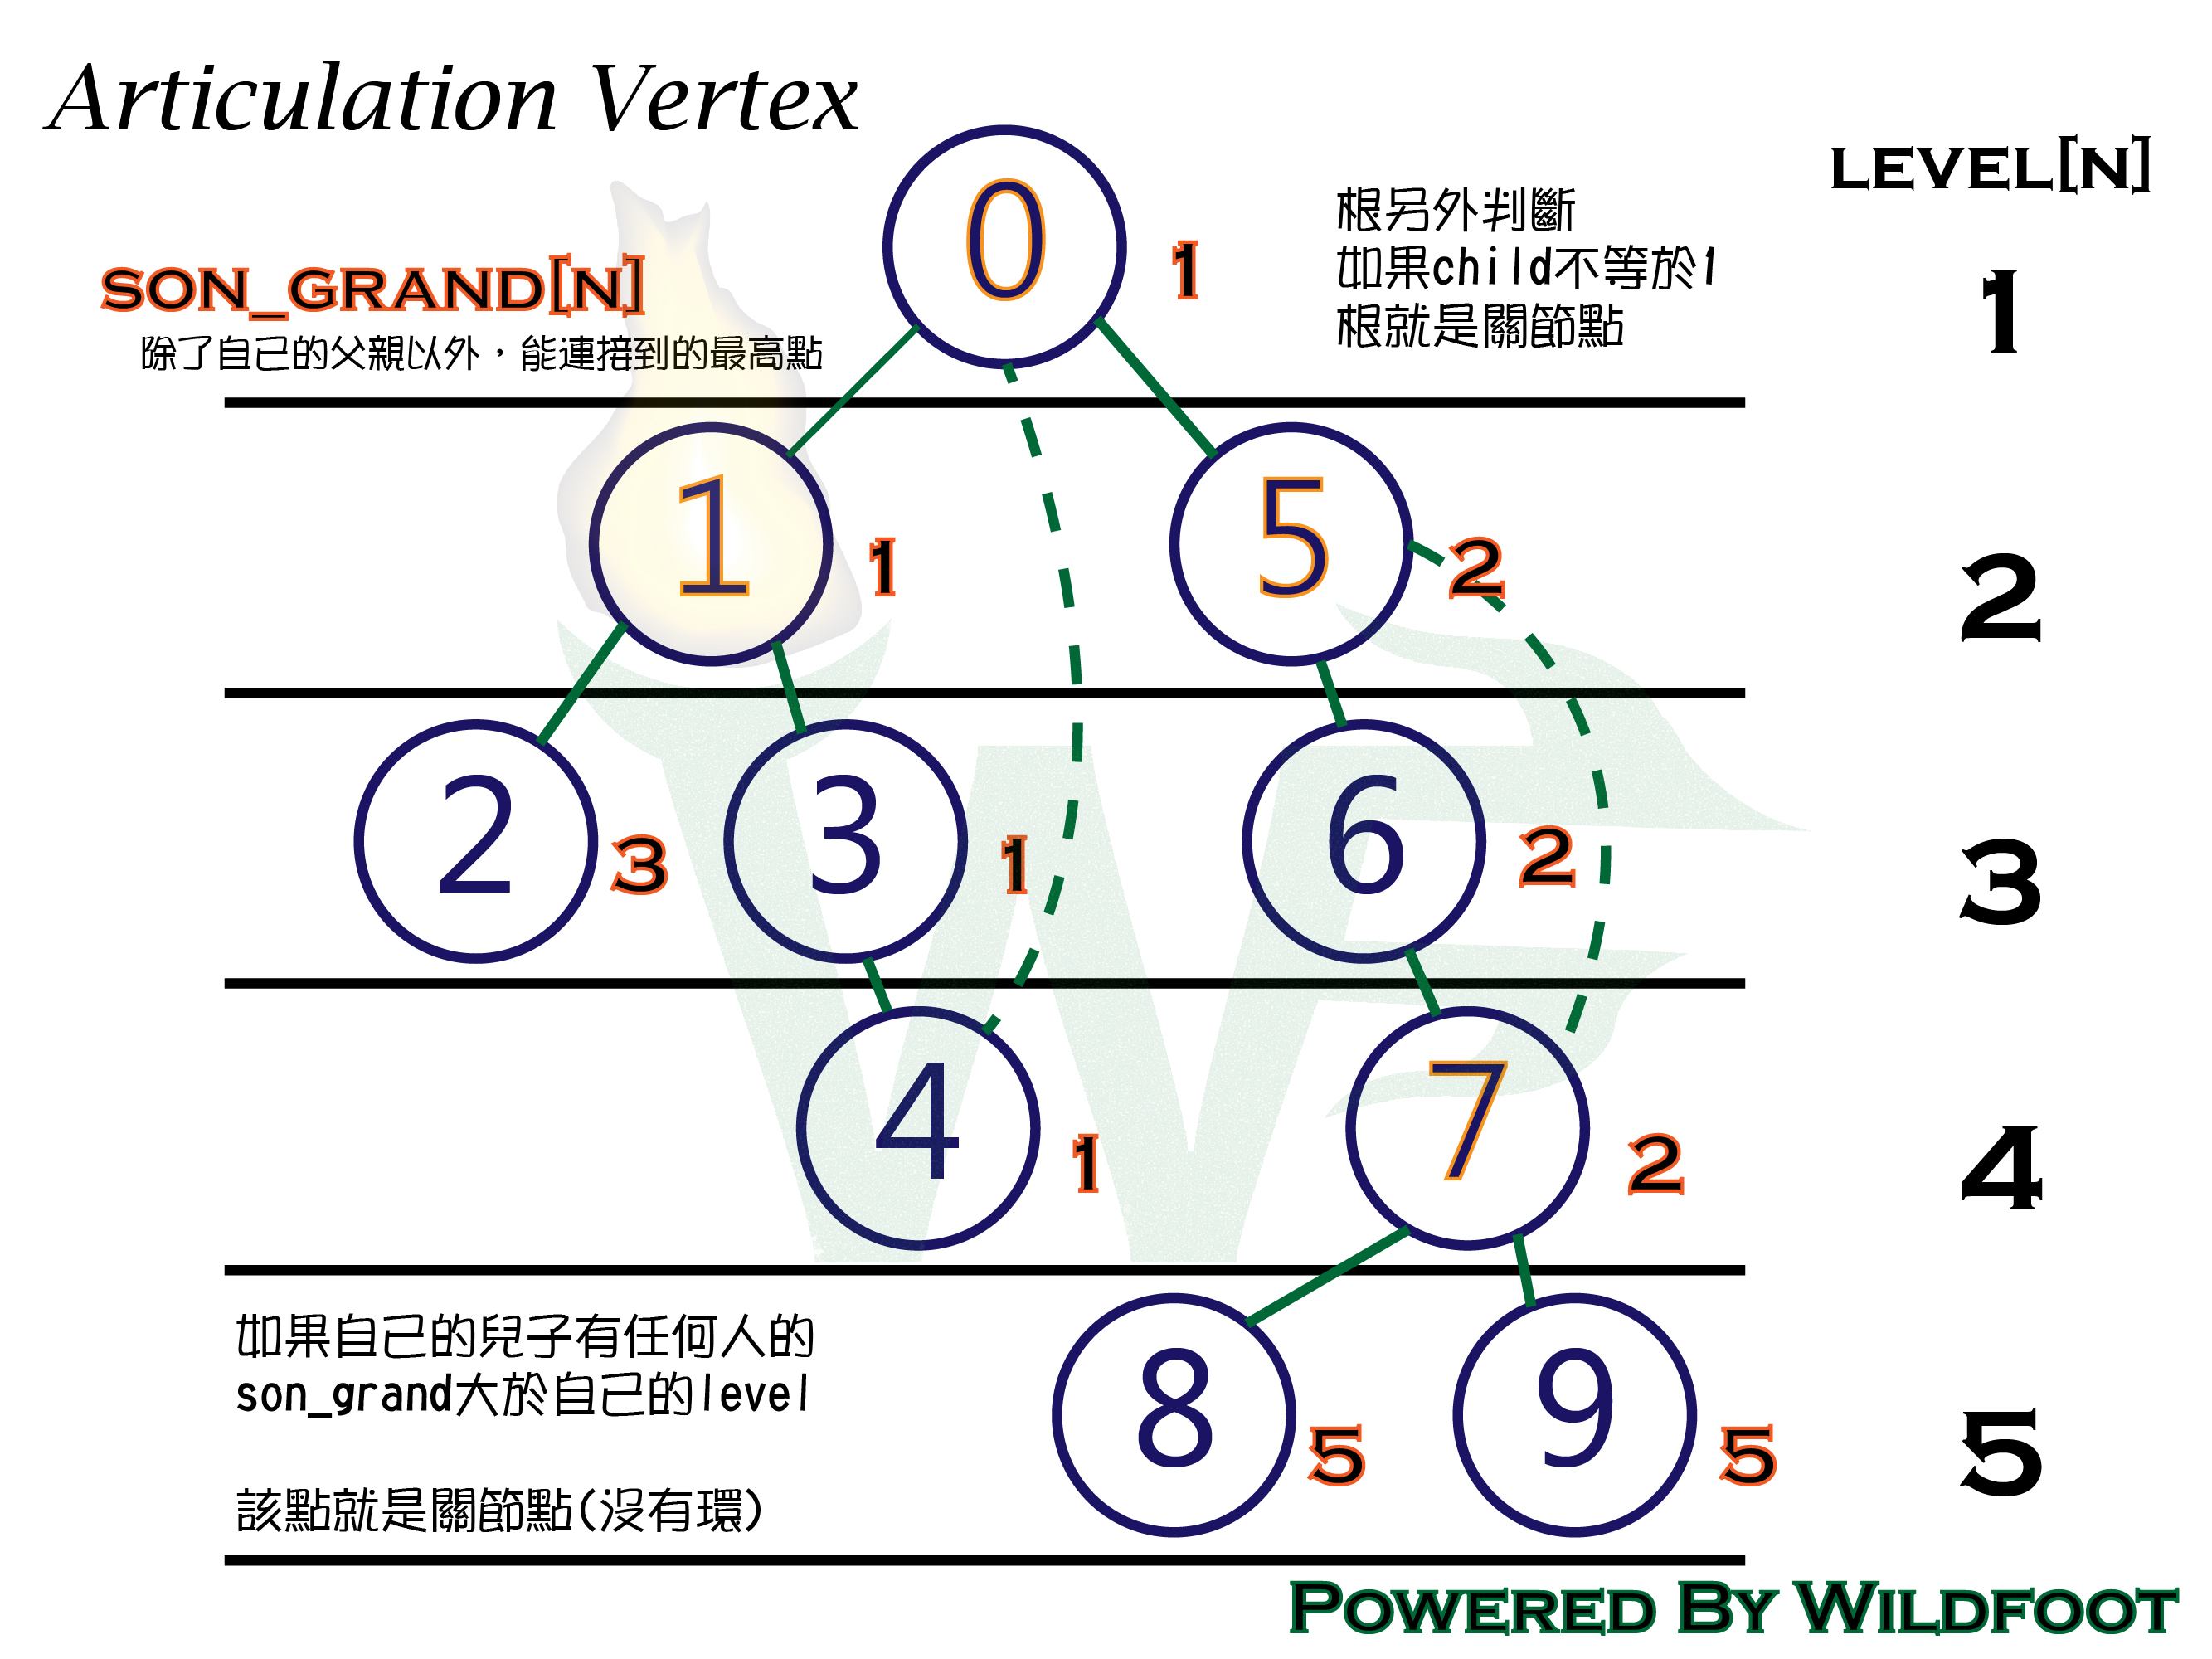 Articulation Vertex
LEVEL[N]
SON_GRAND[N]
除了自己的父親以外，能連接到的最高點
根另外判斷
如果child不等於1
根就是關節點
0
1
1
1
1
5
2
2
2
3
3
1
6
2
3
4
1
7
2
4
如果自己的兒子有任何人的
son_grand大於自己的level
該點就是關節點(沒有環)
8
5
9
5
5
POWERED BY WILDFOOT